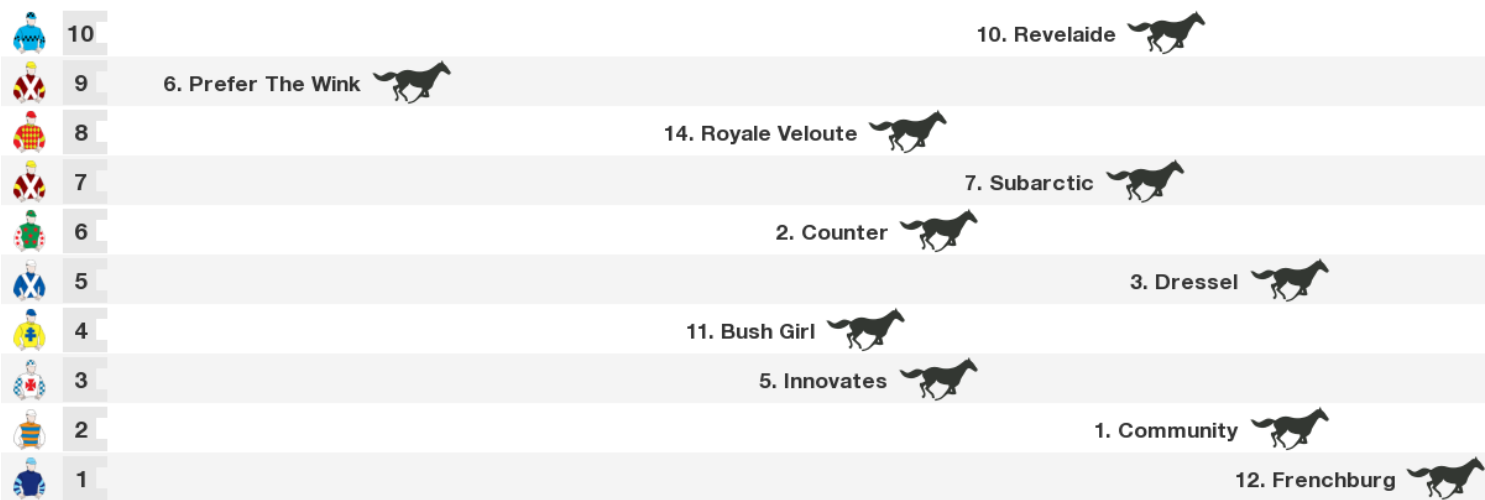 10 10. Revelaide
9 6. Prefer The Wink
8 14. Royale Veloute
7 7. Subarctic
6 2. Counter
5 3. Dressel
4 11. Bush Girl
3 5. Innovates
2 1. Community
1 12. Frenchburg